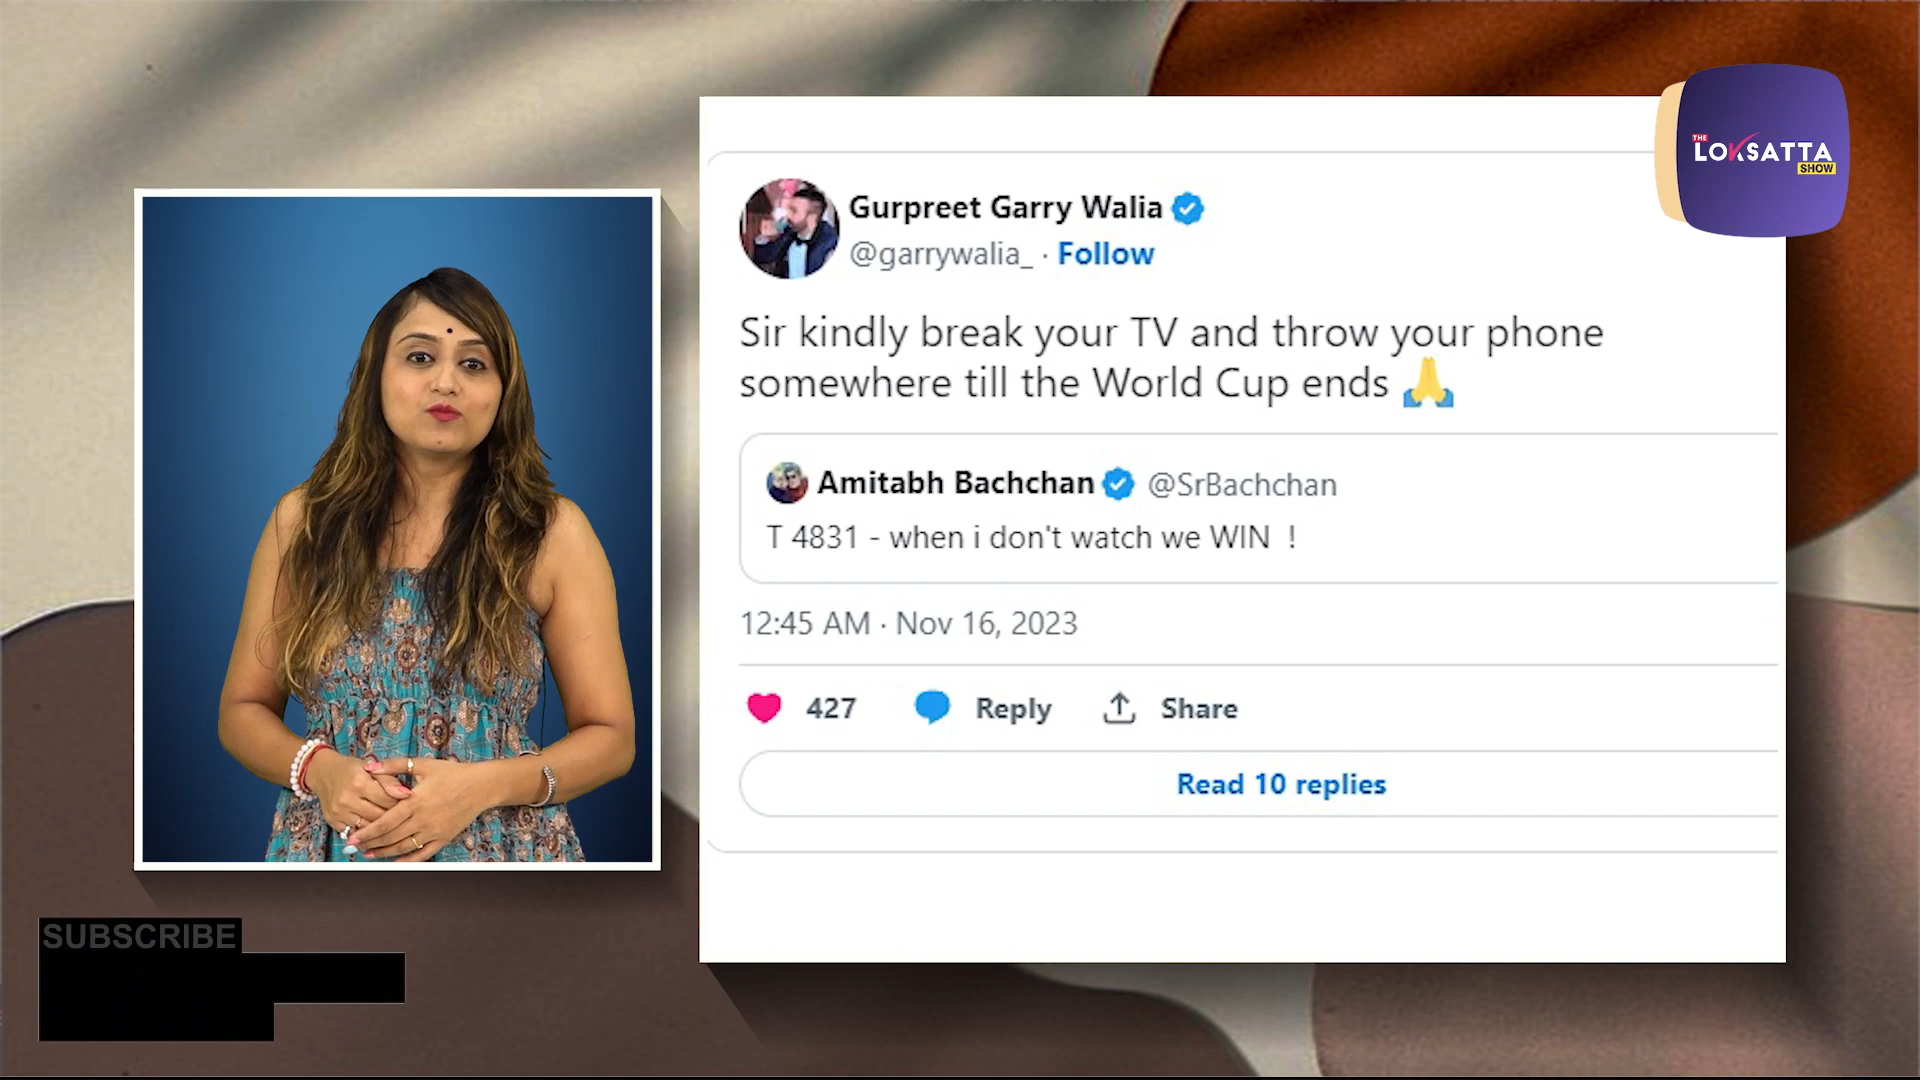 THE
LOKSATTA
SHOW
Gurpreet Garry Walia
@garrywalia_ · Follow
Sir kindly break your TV and throw your phone
somewhere till the World Cup ends 🙏
Amitabh Bachchan @SrBachchan
T 4831 - when i don't watch we WIN !
12:45 AM · Nov 16, 2023
427 Reply Share
Read 10 replies
SUBSCRIBE